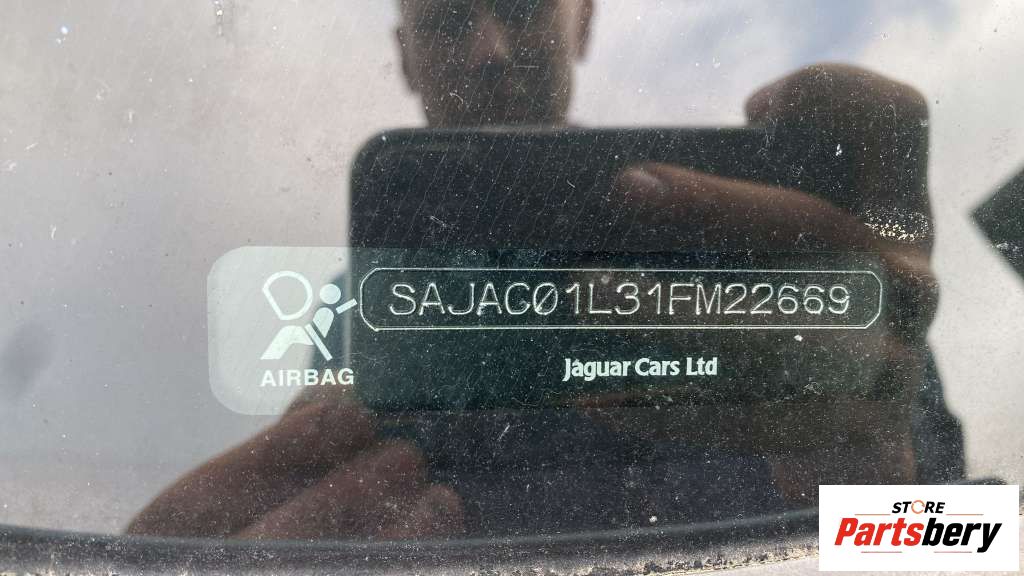 SAJAC01L31FM22669
AIRBAG
Jaguar Cars Ltd
STORE
Partsbery